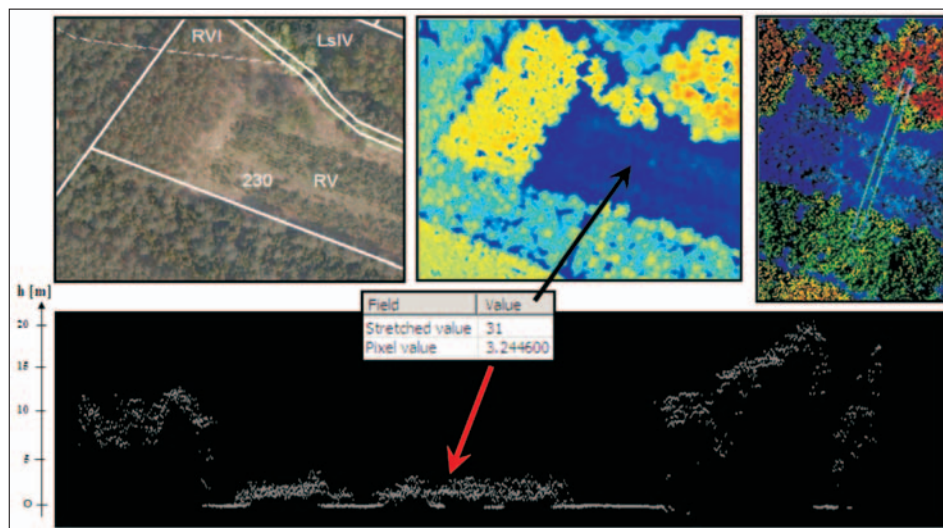 RVI
LsIV
230 RV
Field Value
Stretched value 31
Pixel value 3.244600
h [m]
20
15
10
5
0